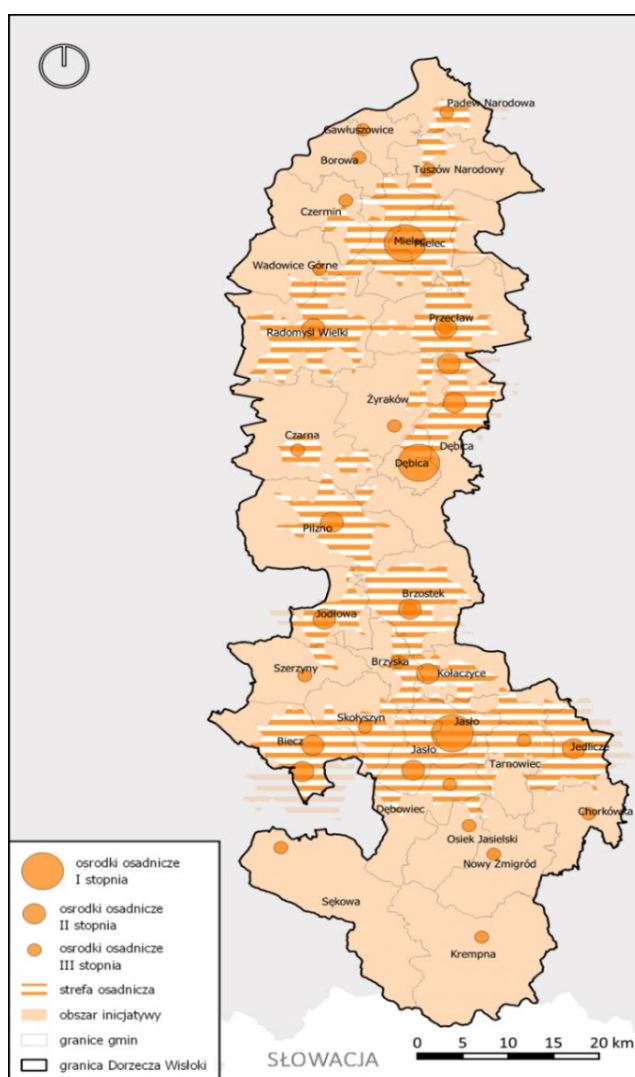 Padew Narodowa
Gawłuszowice
Borowa
Tuszów Narodowy
Czermin
Mielec
Mielec
Wadowice Górne
Przecław
Radomyśl Wielki
Żyraków
Czarna
Dębica
Dębica
Pilzno
Brzostek
Jodłowa
Brzyska
Szerzyny
Kołaczyce
Skołyszyn
Jasło
Biecz
Jasło
Jedlicze
Tarnowiec
Dębowiec
Chorkówka
Osiek Jasielski
Nowy Żmigród
Sękowa
Krempna
osrodki osadnicze
I stopnia
ośrodki osadnicze
II stopnia
ośrodki osadnicze
III stopnia
strefa osadnicza
obszar inicjatywy
granice gmin
granica Dorzecza Wisłoki
SŁOWACJA
0 5 10 15 20 km